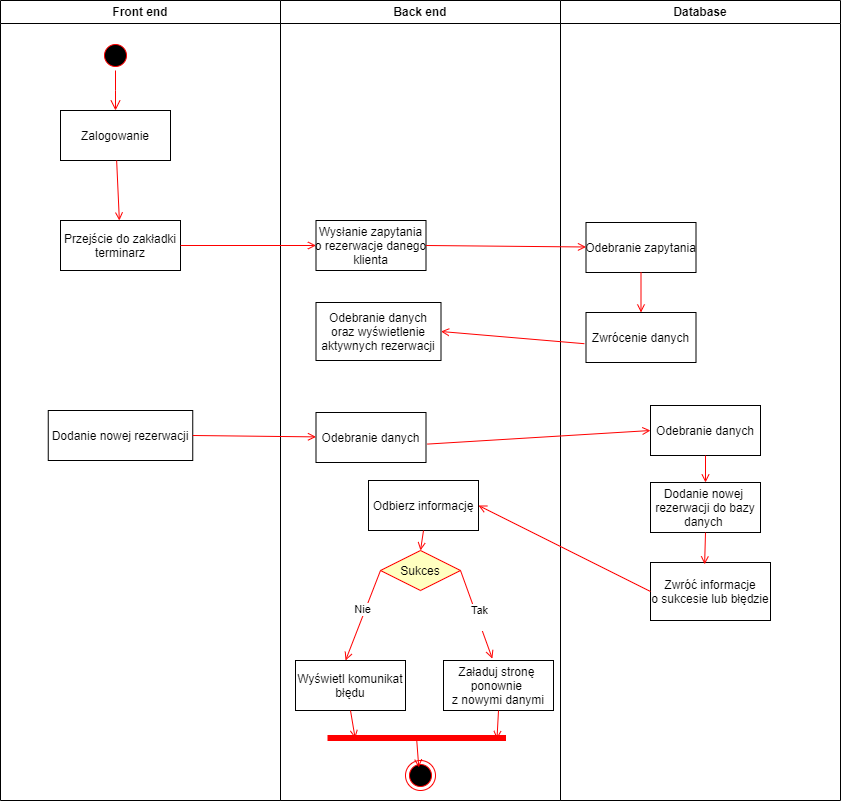 Front end
Back end
Database
Zalogowanie
Przejście do zakładki
terminarz
Wysłanie zapytania
o rezerwacje danego
klienta
Odebranie zapytania
Odebranie danych
oraz wyświetlenie
aktywnych rezerwacji
Zwrócenie danych
Dodanie nowej rezerwacji
Odebranie danych
Odebranie danych
Dodanie nowej
rezerwacji do bazy
danych
Odbierz informację
Zwróć informacje
o sukcesie lub błędzie
Sukces
Nie
Tak
Wyświetl komunikat
błędu
Załaduj stronę
ponownie
z nowymi danymi